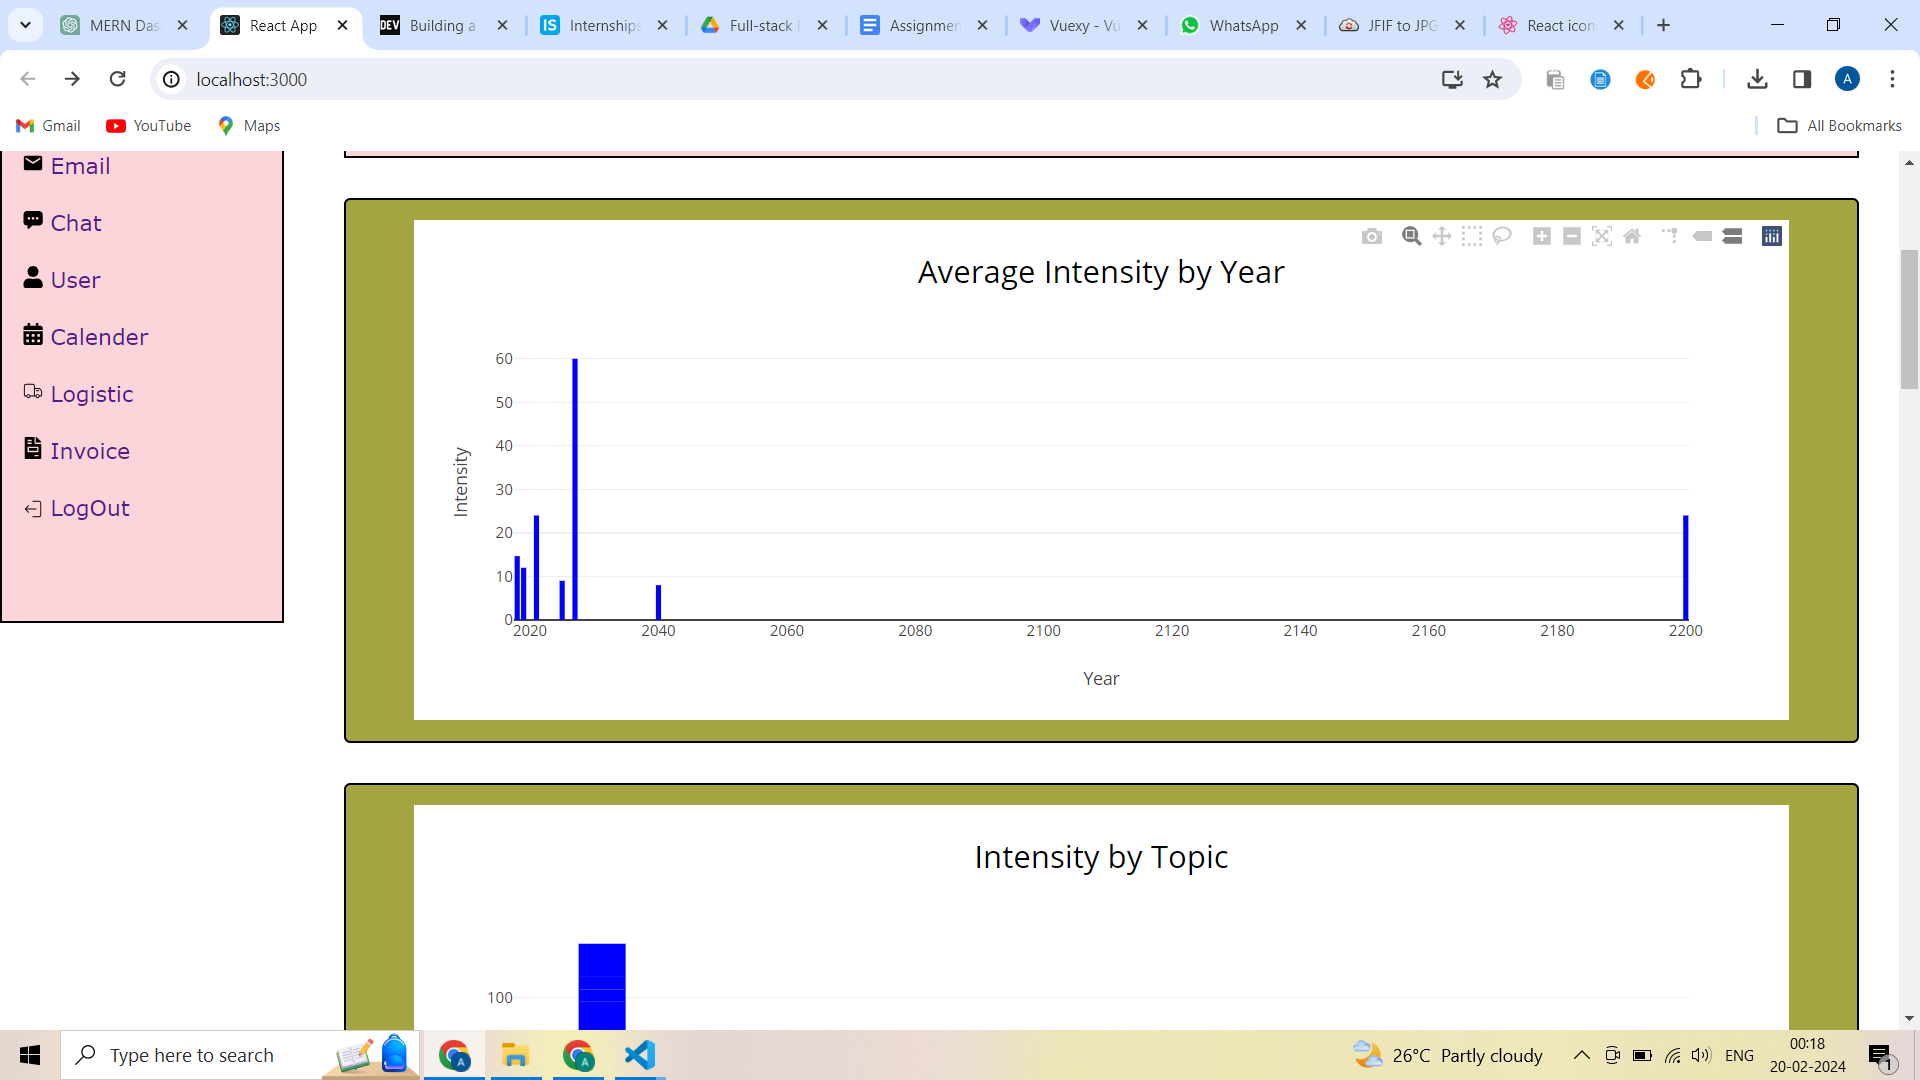 MERN Das
React App
DEV
Building a
IS
Internships
Full-stack
Assignmen
Vuexy - Vu
WhatsApp
JFIF to JPG
React icon
localhost:3000
A
Gmail
YouTube
Maps
All Bookmarks
Email
Chat
User
Calender
Logistic
Invoice
LogOut
Average Intensity by Year
60
50
40
30
20
10
0
Intensity
2020 2040 2060 2080 2100 2120 2140 2160 2180 2200
Year
Intensity by Topic
100
Type here to search
A
A
26°C Partly cloudy
ENG
00:18
20-02-2024
1